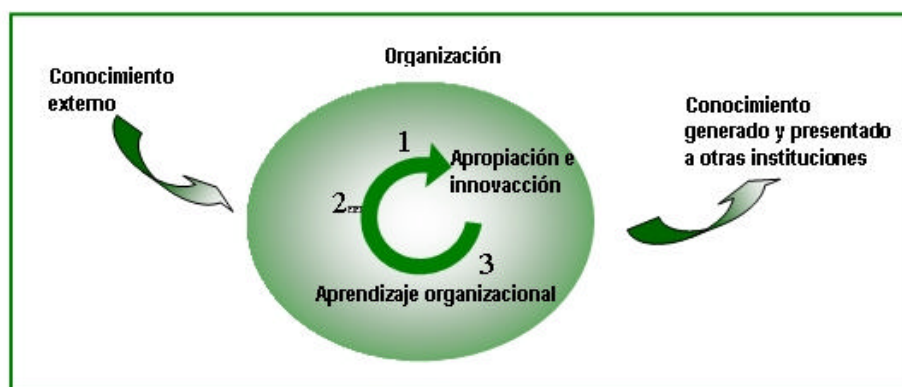 Organización
Conocimiento
externo
Conocimiento
generado y presentado
a otras instituciones
1
Apropiación e
innovacción
2
3
Aprendizaje organizacional